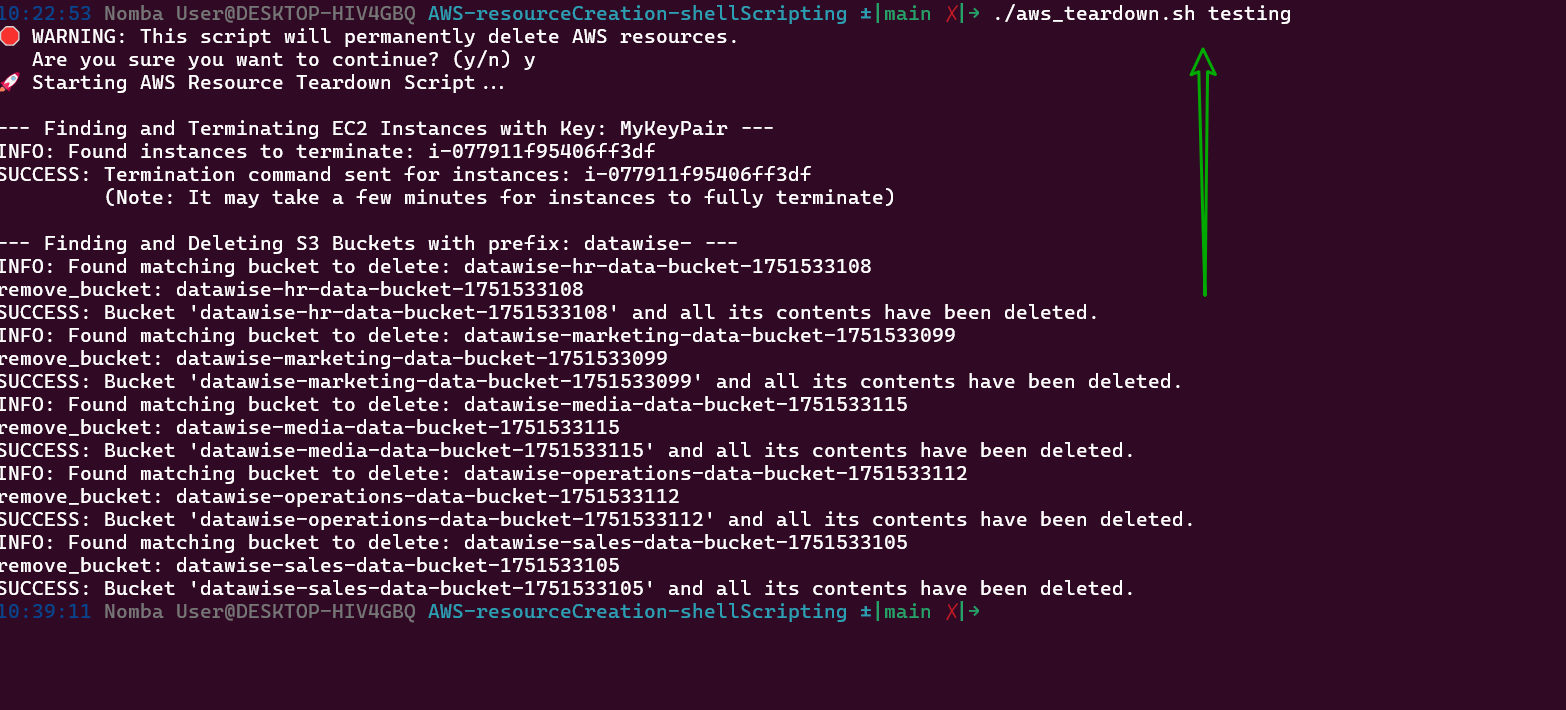 10:22:53 Nomba User@DESKTOP-HIV4GBQ AWS-resourceCreation-shellScripting ±|main ✗|→ ./aws_teardown.sh testing
🛑 WARNING: This script will permanently delete AWS resources.
Are you sure you want to continue? (y/n) y
🚀 Starting AWS Resource Teardown Script...
--- Finding and Terminating EC2 Instances with Key: MyKeyPair ---
INFO: Found instances to terminate: i-077911f95406ff3df
SUCCESS: Termination command sent for instances: i-077911f95406ff3df
(Note: It may take a few minutes for instances to fully terminate)
--- Finding and Deleting S3 Buckets with prefix: datawise- ---
INFO: Found matching bucket to delete: datawise-hr-data-bucket-1751533108
remove_bucket: datawise-hr-data-bucket-1751533108
SUCCESS: Bucket 'datawise-hr-data-bucket-1751533108' and all its contents have been deleted.
INFO: Found matching bucket to delete: datawise-marketing-data-bucket-1751533099
remove_bucket: datawise-marketing-data-bucket-1751533099
SUCCESS: Bucket 'datawise-marketing-data-bucket-1751533099' and all its contents have been deleted.
INFO: Found matching bucket to delete: datawise-media-data-bucket-1751533115
remove_bucket: datawise-media-data-bucket-1751533115
SUCCESS: Bucket 'datawise-media-data-bucket-1751533115' and all its contents have been deleted.
INFO: Found matching bucket to delete: datawise-operations-data-bucket-1751533112
remove_bucket: datawise-operations-data-bucket-1751533112
SUCCESS: Bucket 'datawise-operations-data-bucket-1751533112' and all its contents have been deleted.
INFO: Found matching bucket to delete: datawise-sales-data-bucket-1751533105
remove_bucket: datawise-sales-data-bucket-1751533105
SUCCESS: Bucket 'datawise-sales-data-bucket-1751533105' and all its contents have been deleted.
10:39:11 Nomba User@DESKTOP-HIV4GBQ AWS-resourceCreation-shellScripting ±|main ✗|→